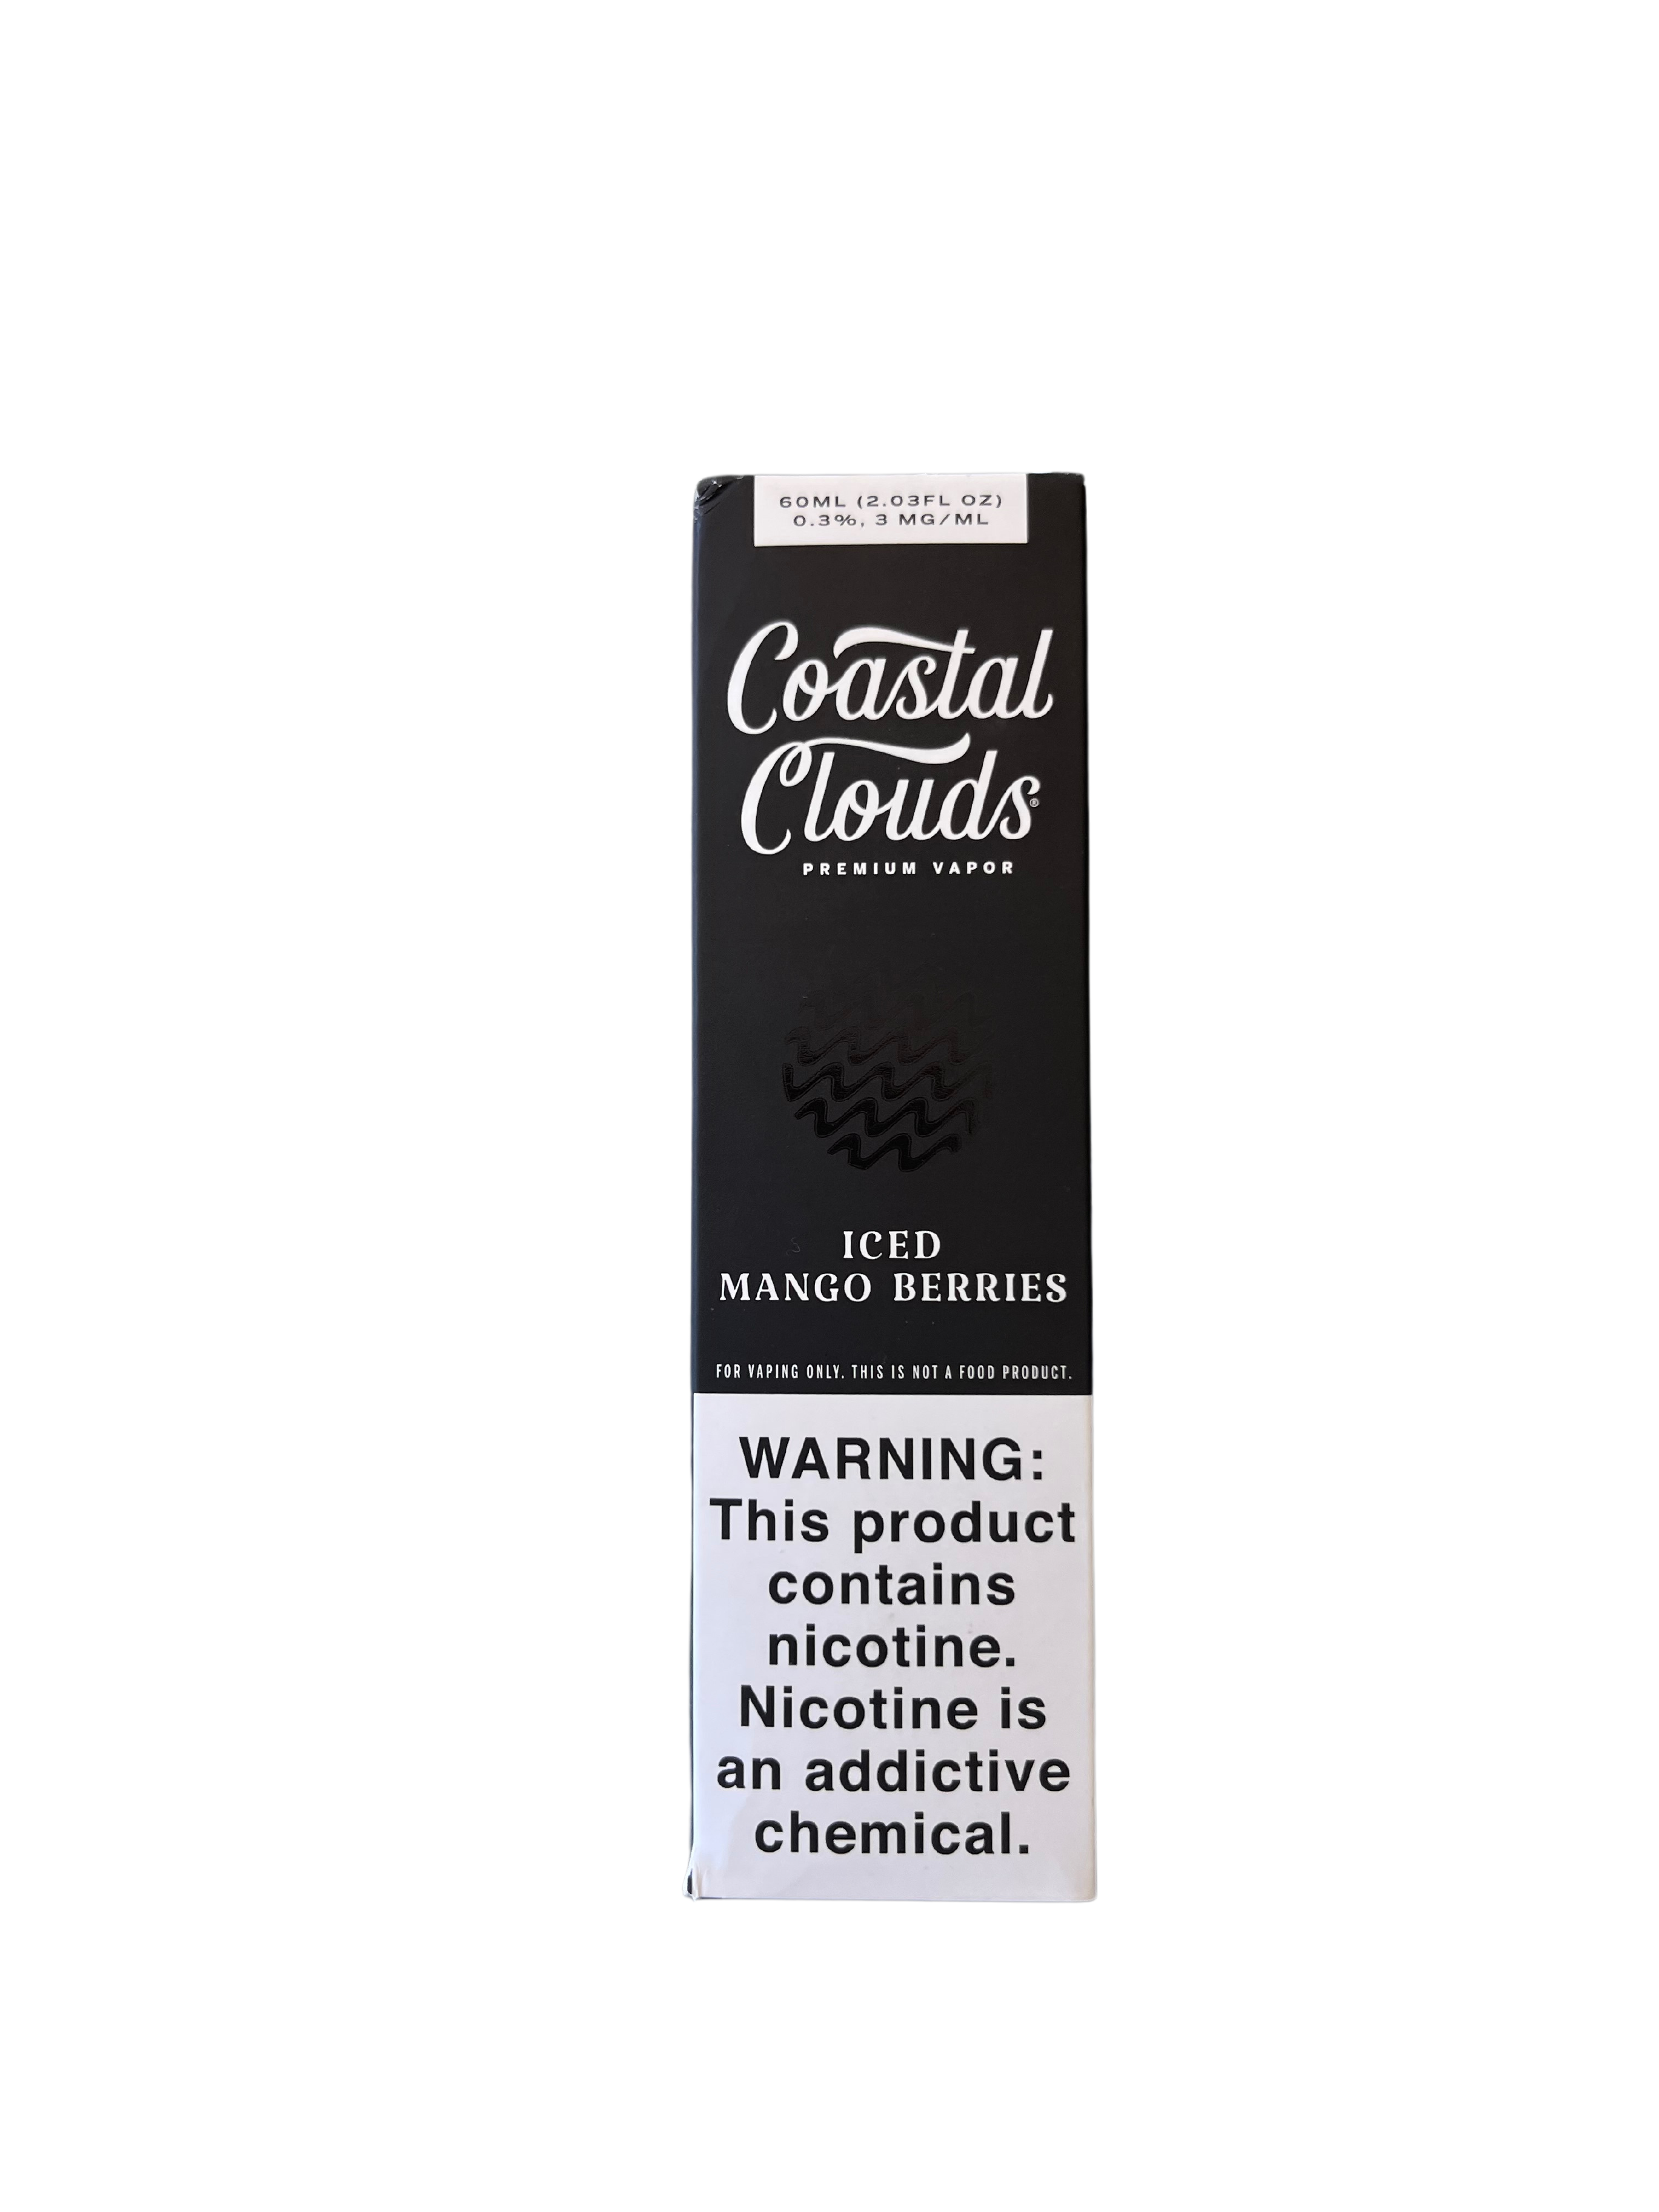 60ML (2.03FL OZ)
0.3%, 3 MG/ML
Coastal
Clouds®
PREMIUM VAPOR
ICED
MANGO BERRIES
FOR VAPING ONLY. THIS IS NOT A FOOD PRODUCT.
WARNING:
This product
contains
nicotine.
Nicotine is
an addictive
chemical.